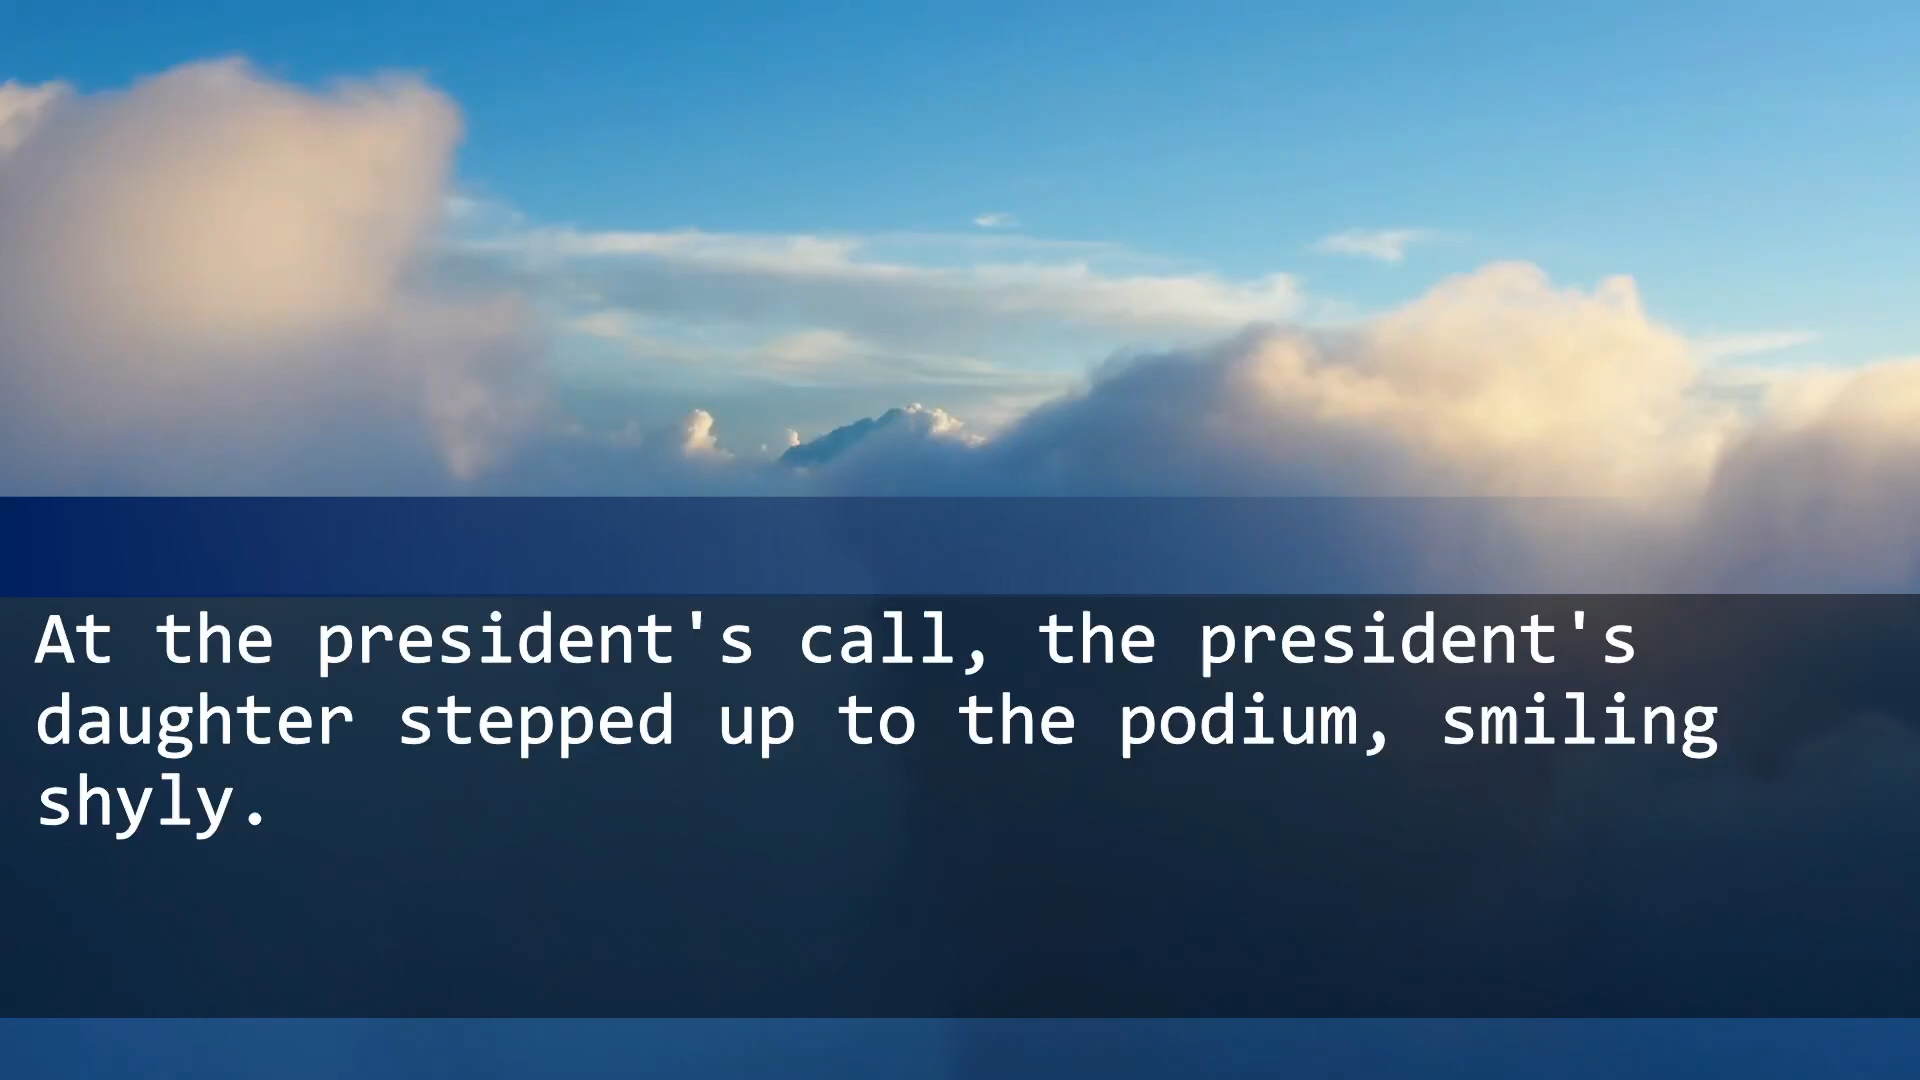 At the president's call, the president's
daughter stepped up to the podium, smiling
shyly.